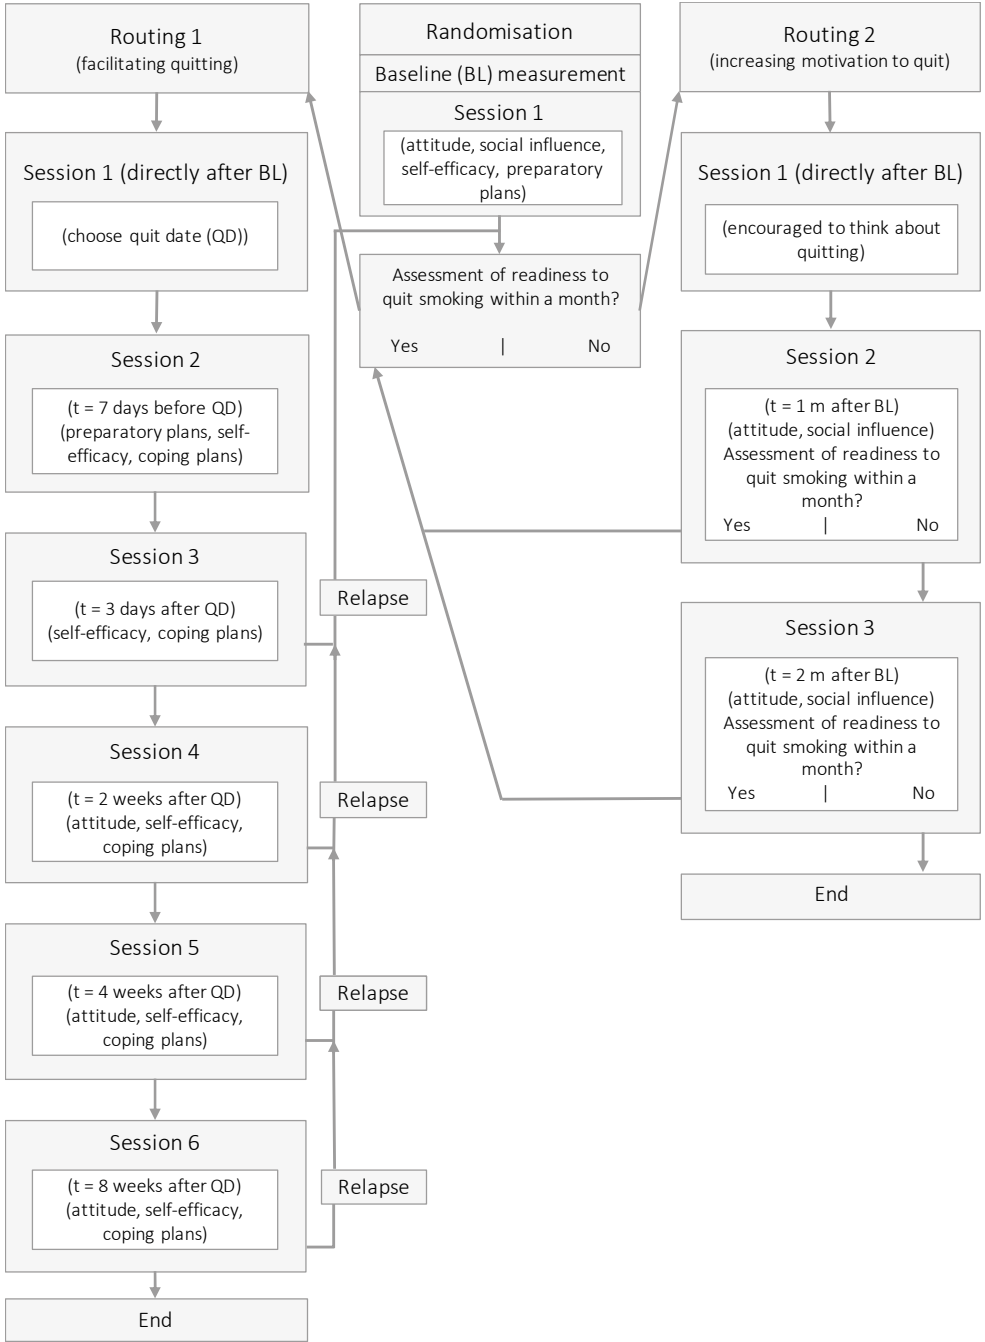 Routing 1
(facilitating quitting)
Session 1 (directly after BL)
(choose quit date (QD))
Session 2
(t = 7 days before QD)
(preparatory plans, self-
efficacy, coping plans)
Session 3
(t = 3 days after QD)
(self-efficacy, coping plans)
Session 4
(t = 2 weeks after QD)
(attitude, self-efficacy,
coping plans)
Session 5
(t = 4 weeks after QD)
(attitude, self-efficacy,
coping plans)
Session 6
(t = 8 weeks after QD)
(attitude, self-efficacy,
coping plans)
End
Randomisation
Baseline (BL) measurement
Session 1
(attitude, social influence,
self-efficacy, preparatory
plans)
Assessment of readiness to
quit smoking within a month?
Yes | No
Relapse
Relapse
Relapse
Relapse
Routing 2
(increasing motivation to quit)
Session 1 (directly after BL)
(encouraged to think about
quitting)
Session 2
(t = 1 m after BL)
(attitude, social influence)
Assessment of readiness to
quit smoking within a
month?
Yes | No
Session 3
(t = 2 m after BL)
(attitude, social influence)
Assessment of readiness to
quit smoking within a
month?
Yes | No
End